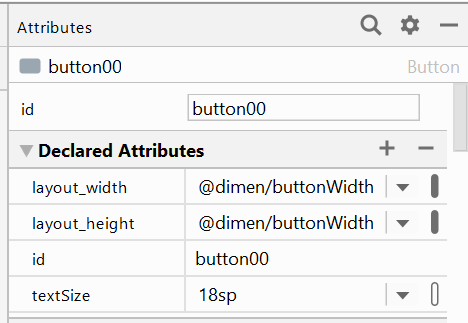 Attributes
button00 Button
id button00
Declared Attributes
layout_width @dimen/buttonWidth
layout_height @dimen/buttonWidth
id button00
textSize 18sp